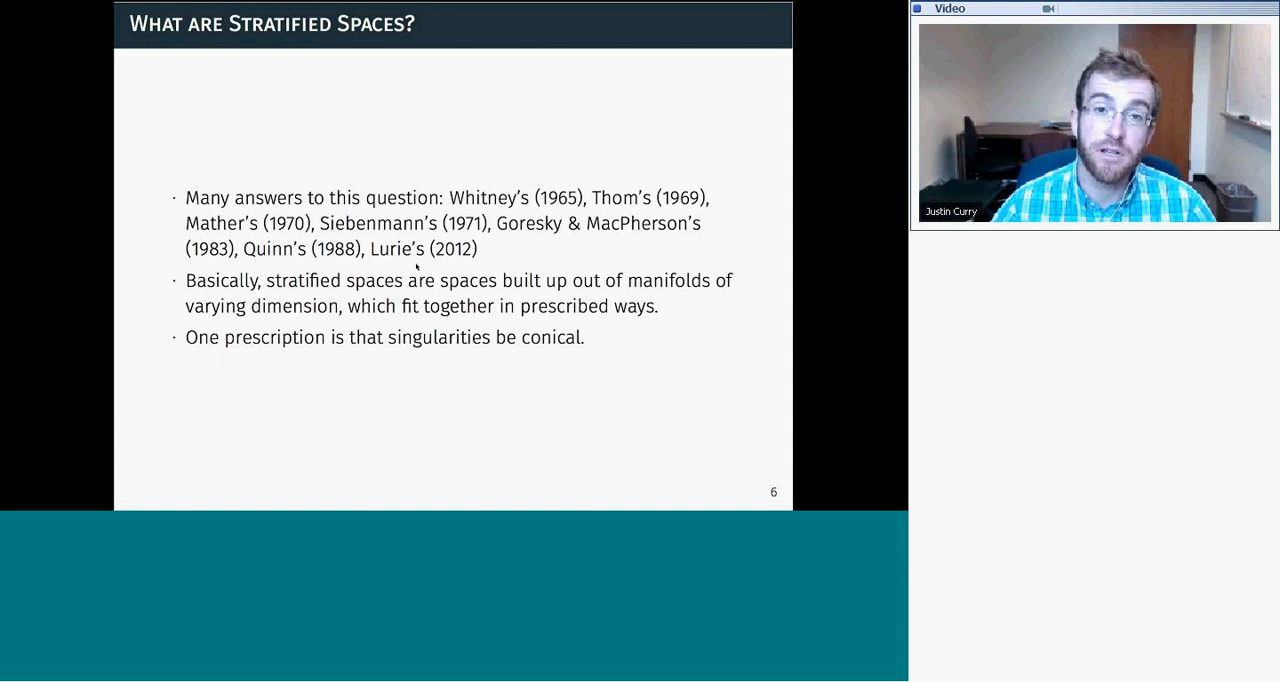 What are Stratified Spaces?
· Many answers to this question: Whitney's (1965), Thom's (1969),
Mather's (1970), Siebenmann's (1971), Goresky & MacPherson's
(1983), Quinn's (1988), Lurie's (2012)
· Basically, stratified spaces are spaces built up out of manifolds of
varying dimension, which fit together in prescribed ways.
· One prescription is that singularities be conical.
6
Video
Justin Curry